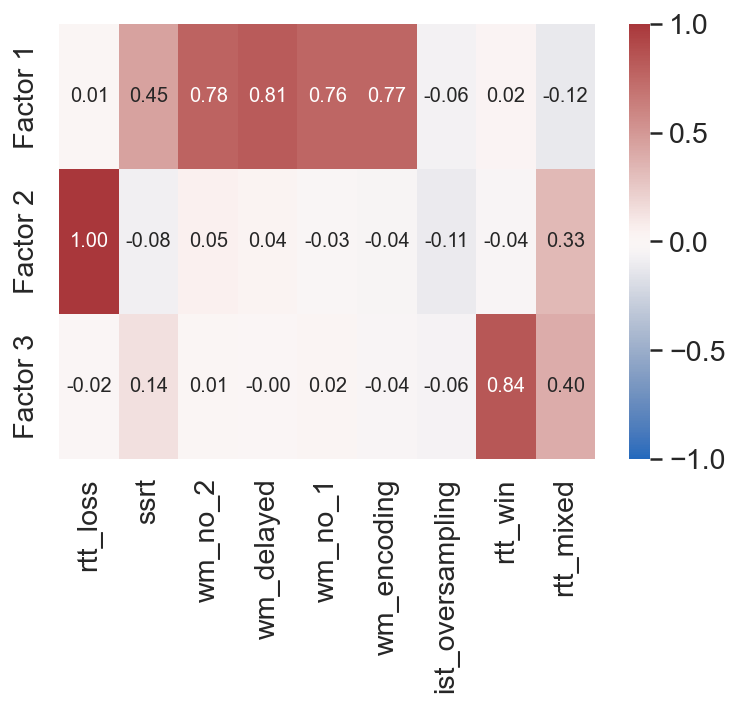 Factor 1
0.01 0.45 0.78 0.81 0.76 0.77 -0.06 0.02 -0.12
Factor 2
1.00 -0.08 0.05 0.04 -0.03 -0.04 -0.11 -0.04 0.33
Factor 3
-0.02 0.14 0.01 -0.00 0.02 -0.04 -0.06 0.84 0.40
rtt_loss
ssrt
wm_no_2
wm_delayed
wm_no_1
wm_encoding
ist_oversampling
rtt_win
rtt_mixed
1.0
0.5
0.0
−0.5
−1.0